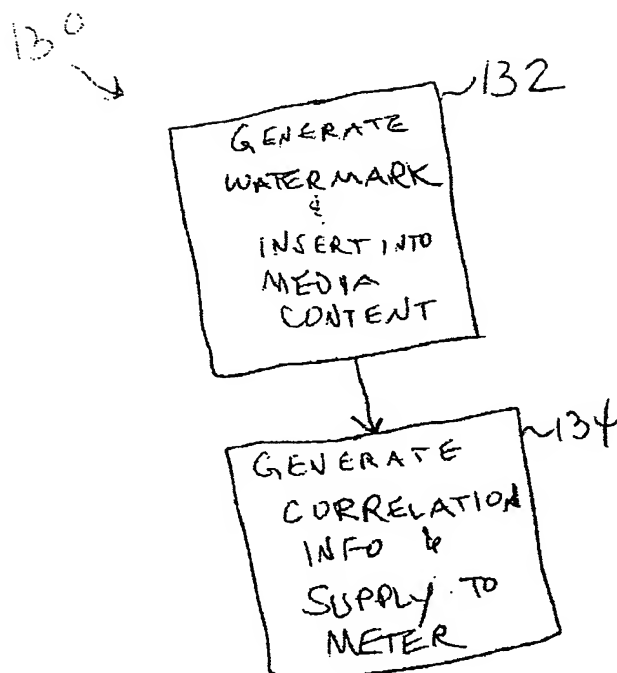 130
132
GENERATE
WATERMARK
&
INSERT INTO
MEDIA
CONTENT
134
GENERATE
CORRELATION
INFO &
SUPPLY TO
METER